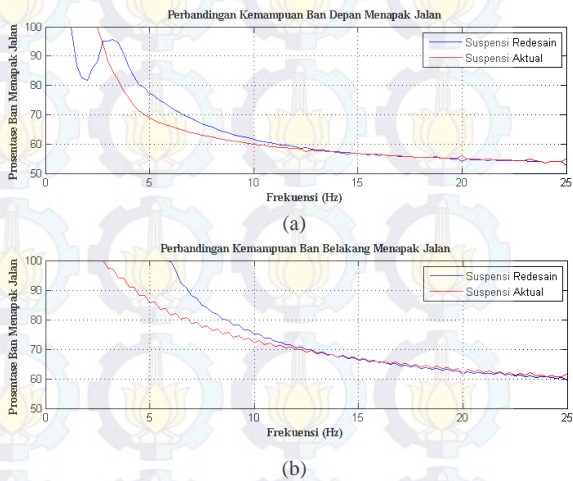 Perbandingan Kemampuan Ban Depan Menapak Jalan
Prosentase Ban Menapak Jalan
100
90
80
70
60
50
Suspensi Redesain
Suspensi Aktual
0 5 10 15 20 25
Frekuensi (Hz)
(a)
Perbandingan Kemampuan Ban Belakang Menapak Jalan
Prosentase Ban Menapak Jalan
100
90
80
70
60
50
Suspensi Redesain
Suspensi Aktual
0 5 10 15 20 25
Frekuensi (Hz)
(b)